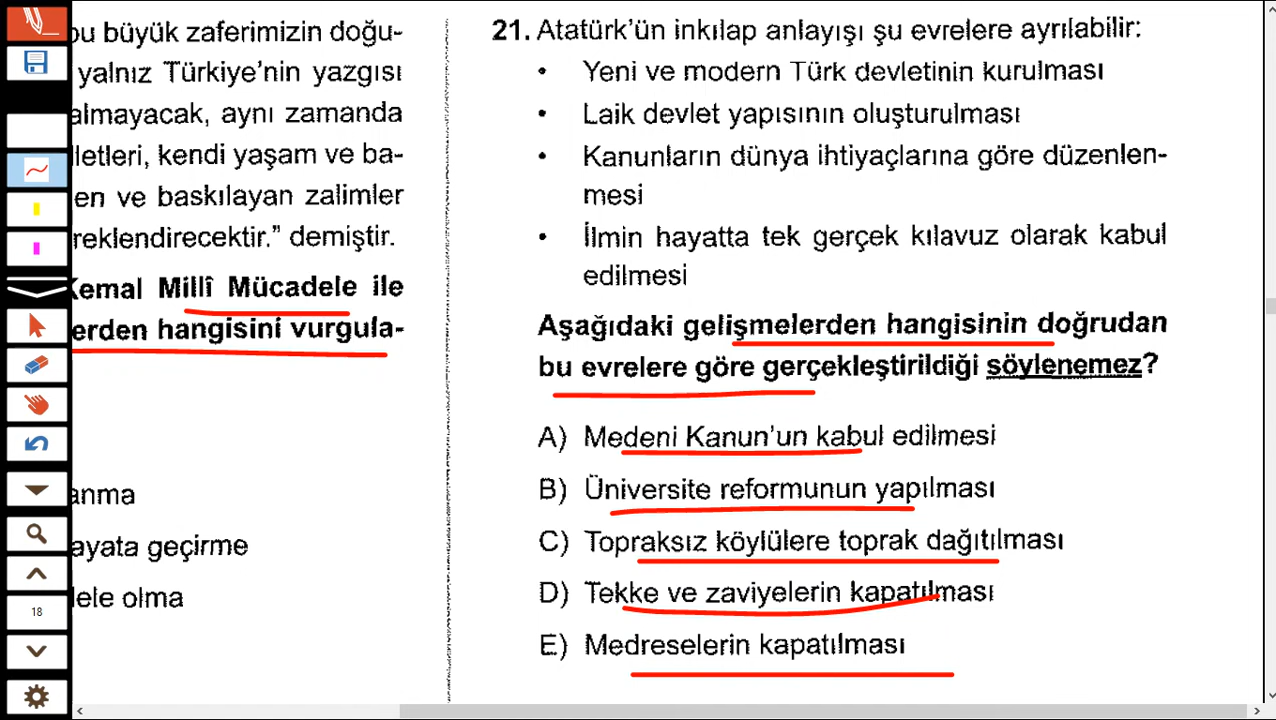 bu büyük zaferimizin doğu-
yalnız Türkiye'nin yazgısı
almayacak, aynı zamanda
lletleri, kendi yaşam ve ba-
en ve baskılayan zalimler
reklendirecektir." demiştir.
Kemal Millî Mücadele ile
erden hangisini vurgula-
anma
ayata geçirme
lele olma
18
21. Atatürk'ün inkılap anlayışı şu evrelere ayrılabilir:
• Yeni ve modern Türk devletinin kurulması
• Laik devlet yapısının oluşturulması
• Kanunların dünya ihtiyaçlarına göre düzenlen-
mesi
• İlmin hayatta tek gerçek kılavuz olarak kabul
edilmesi
Aşağıdaki gelişmelerden hangisinin doğrudan
bu evrelere göre gerçekleştirildiği söylenemez?
A) Medeni Kanun'un kabul edilmesi
B) Üniversite reformunun yapılması
C) Topraksız köylülere toprak dağıtılması
D) Tekke ve zaviyelerin kapatılması
E) Medreselerin kapatılması